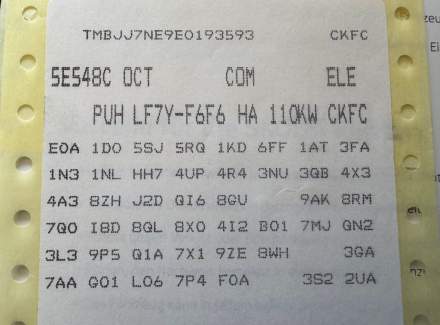 TMBJJ7NE9E0193593 CKFC
5E548C OCT COM ELE
PUH LF7Y-F6F6 HA 110KW CKFC
E0A 1D0 5SJ 5RQ 1KD 6FF 1AT 3FA
1N3 1NL HH7 4UP 4R4 3NU 3QB 4X3
4A3 8ZH J2D QI6 8GU 9AK 8RM
7Q0 I8D 8QL 8X0 4I2 B01 7MJ QN2
3L3 9P5 Q1A 7X1 9ZE 8WH 3GA
7AA G01 L06 7P4 F0A 3S2 2UA